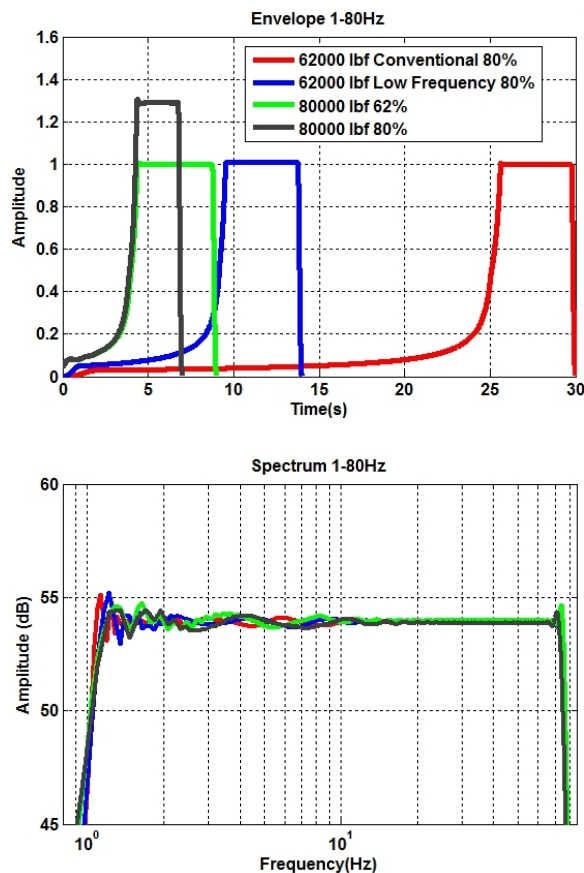 Envelope 1-80Hz
1.6
1.4
1.2
1
0.8
0.6
0.4
0.2
0
Amplitude
62000 lbf Conventional 80%
62000 lbf Low Frequency 80%
80000 lbf 62%
80000 lbf 80%
0 5 10 15 20 25 30
Time(s)
Spectrum 1-80Hz
60
55
50
45
Amplitude (dB)
10^0 10^1
Frequency(Hz)